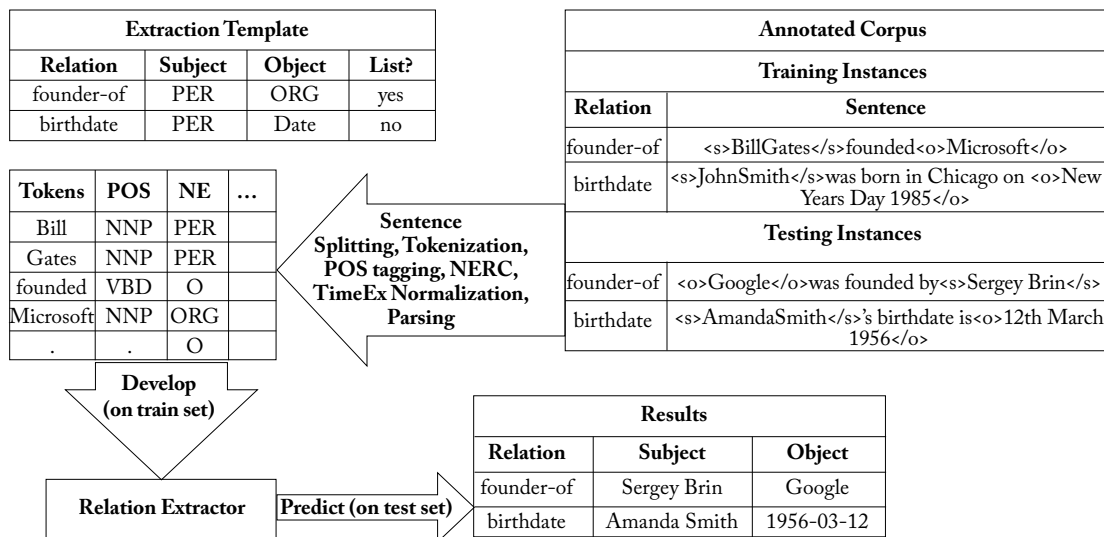 Extraction Template
Relation Subject Object List?
founder-of PER ORG yes
birthdate PER Date no
Annotated Corpus
Training Instances
Relation Sentence
founder-of <s>BillGates</s>founded<o>Microsoft</o>
birthdate <s>JohnSmith</s>was born in Chicago on <o>New
Years Day 1985</o>
Testing Instances
founder-of <o>Google</o>was founded by<s>Sergey Brin</s>
birthdate <s>AmandaSmith</s>'s birthdate is<o>12th March
1956</o>
Sentence
Splitting, Tokenization,
POS tagging, NERC,
TimeEx Normalization,
Parsing
Tokens POS NE ...
Bill NNP PER
Gates NNP PER
founded VBD O
Microsoft NNP ORG
. . O
Develop
(on train set)
Relation Extractor
Predict (on test set)
Results
Relation Subject Object
founder-of Sergey Brin Google
birthdate Amanda Smith 1956-03-12